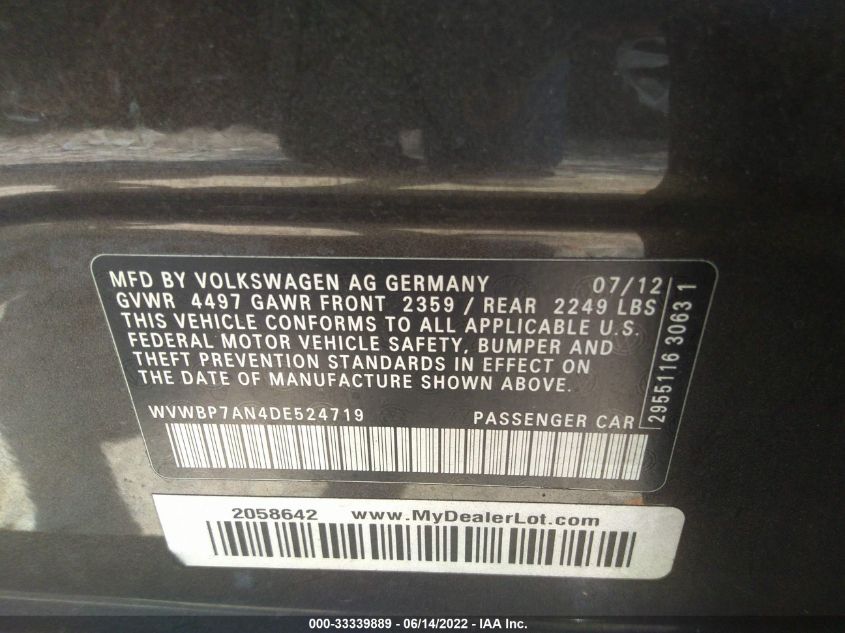 MFD BY VOLKSWAGEN AG GERMANY 07/12
GVWR 4497 GAWR FRONT 2359 / REAR 2249 LBS
THIS VEHICLE CONFORMS TO ALL APPLICABLE U.S.
FEDERAL MOTOR VEHICLE SAFETY, BUMPER AND
THEFT PREVENTION STANDARDS IN EFFECT ON
THE DATE OF MANUFACTURE SHOWN ABOVE.
WVWBP7AN4DE524719 PASSENGER CAR
2955116 3063 1
2058642 www.MyDealerLot.com
000-33339889 - 06/14/2022 - IAA Inc.